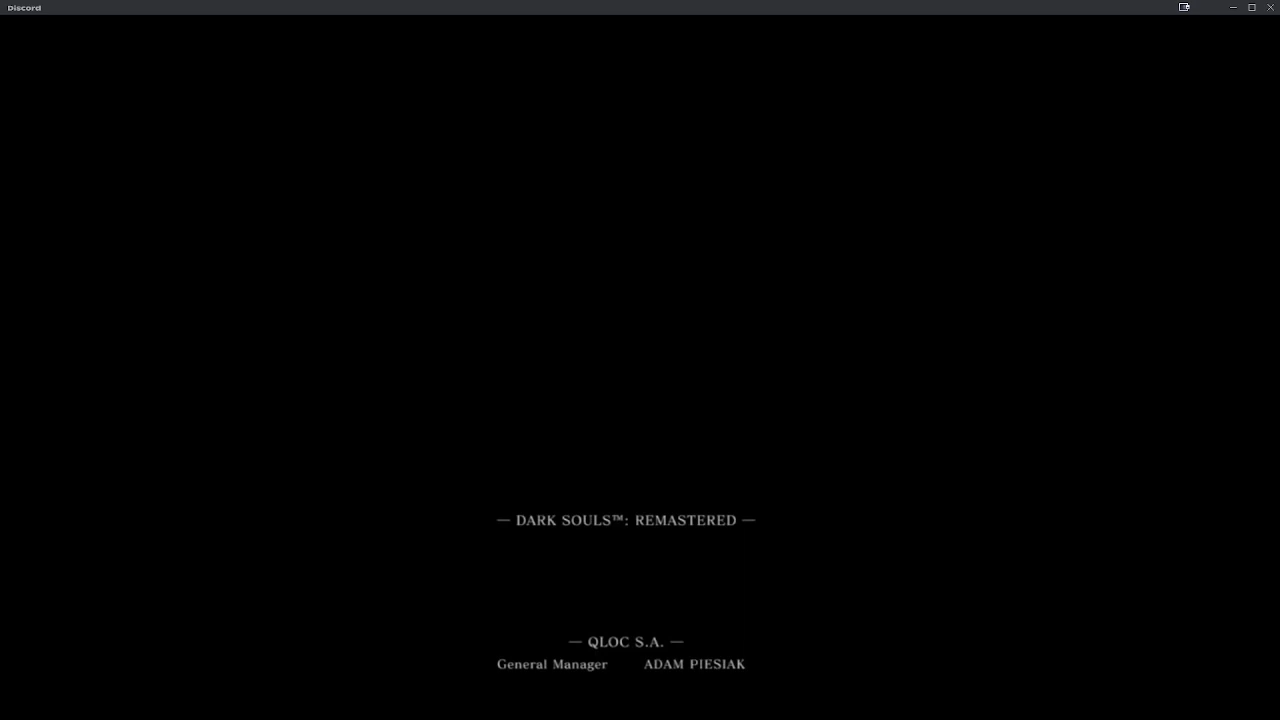 Discord
— DARK SOULS™: REMASTERED —
— QLOC S.A. —
General Manager ADAM PIESIAK